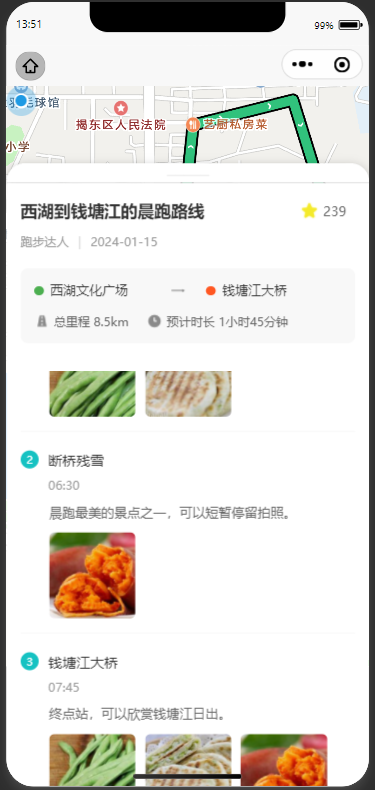 13:51
99%
羽毛球馆
揭东区人民法院
艺厨私房菜
小学
西湖到钱塘江的晨跑路线
239
跑步达人 | 2024-01-15
西湖文化广场 → 钱塘江大桥
总里程 8.5km 预计时长 1小时45分钟
2 断桥残雪
06:30
晨跑最美的景点之一，可以短暂停留拍照。
3 钱塘江大桥
07:45
终点站，可以欣赏钱塘江日出。